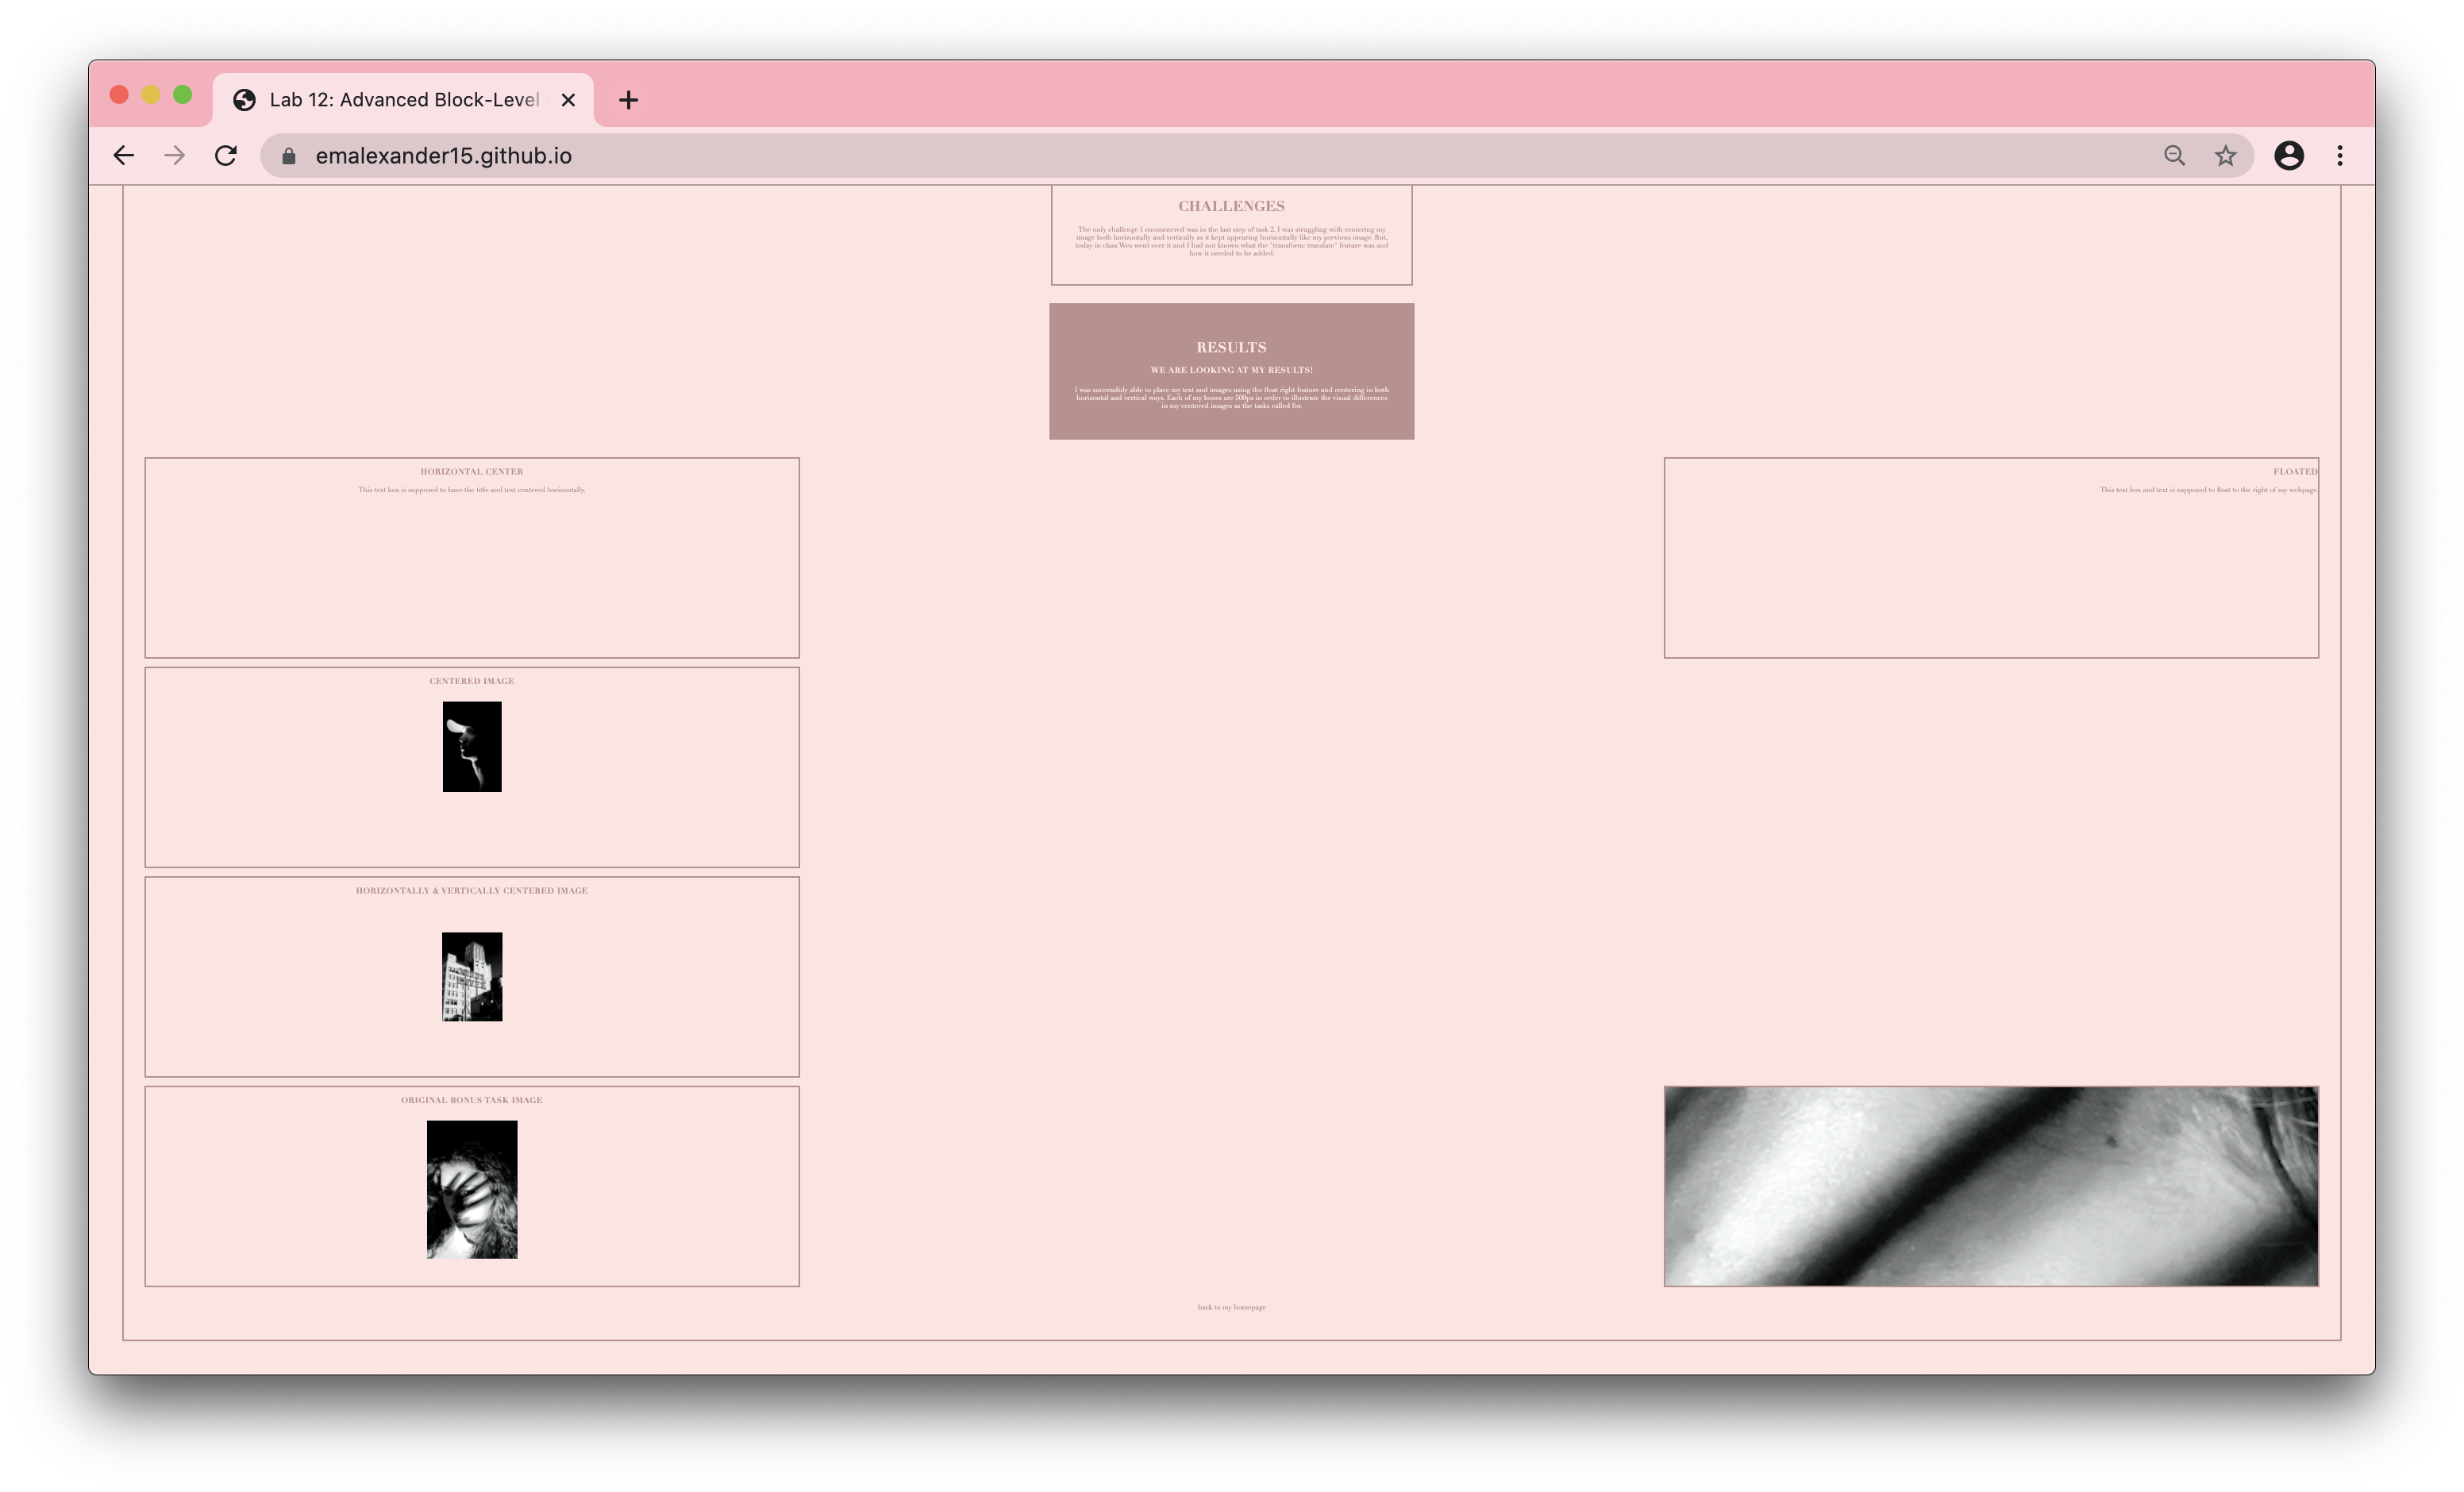 Lab 12: Advanced Block-Level
emalexander15.github.io
CHALLENGES
The only challenge I encountered was in the last step of task 2. I was struggling with centering my
image both horizontally and vertically as it kept appearing horizontally like my previous image. But,
today in class Wes went over it and I had not known what the "transform: translate" feature was and
how it needed to be added.
RESULTS
WE ARE LOOKING AT MY RESULTS!
I was successfuly able to place my text and images using the float right feature and centering in both
horizontal and vertical ways. Each of my boxes are 500px in order to illustrate the visual differences
in my centered images as the tasks called for.
HORIZONTAL CENTER
This text box is supposed to have the title and text centered horizontally.
FLOATED
This text box and text is supposed to float to the right of my webpage.
CENTERED IMAGE
HORIZONTALLY & VERTICALLY CENTERED IMAGE
ORIGINAL BONUS TASK IMAGE
back to my homepage